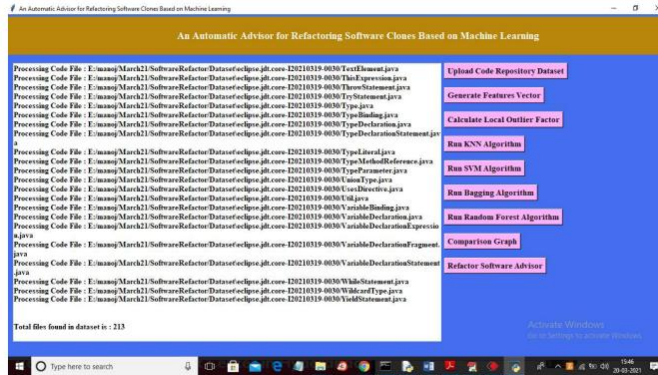 An Automatic Advisor for Refactoring Software Clones Based on Machine Learning
An Automatic Advisor for Refactoring Software Clones Based on Machine Learning
Processing Code File : E:/manoj/March21/SoftwareRefactor/Dataset\eclipse.jdt.core-I20210319-0030/TextElement.java
Processing Code File : E:/manoj/March21/SoftwareRefactor/Dataset\eclipse.jdt.core-I20210319-0030/ThisExpression.java
Processing Code File : E:/manoj/March21/SoftwareRefactor/Dataset\eclipse.jdt.core-I20210319-0030/ThrowStatement.java
Processing Code File : E:/manoj/March21/SoftwareRefactor/Dataset\eclipse.jdt.core-I20210319-0030/TryStatement.java
Processing Code File : E:/manoj/March21/SoftwareRefactor/Dataset\eclipse.jdt.core-I20210319-0030/Type.java
Processing Code File : E:/manoj/March21/SoftwareRefactor/Dataset\eclipse.jdt.core-I20210319-0030/TypeBinding.java
Processing Code File : E:/manoj/March21/SoftwareRefactor/Dataset\eclipse.jdt.core-I20210319-0030/TypeDeclaration.java
Processing Code File : E:/manoj/March21/SoftwareRefactor/Dataset\eclipse.jdt.core-I20210319-0030/TypeDeclarationStatement.jav
a
Processing Code File : E:/manoj/March21/SoftwareRefactor/Dataset\eclipse.jdt.core-I20210319-0030/TypeLiteral.java
Processing Code File : E:/manoj/March21/SoftwareRefactor/Dataset\eclipse.jdt.core-I20210319-0030/TypeMethodReference.java
Processing Code File : E:/manoj/March21/SoftwareRefactor/Dataset\eclipse.jdt.core-I20210319-0030/TypeParameter.java
Processing Code File : E:/manoj/March21/SoftwareRefactor/Dataset\eclipse.jdt.core-I20210319-0030/UnionType.java
Processing Code File : E:/manoj/March21/SoftwareRefactor/Dataset\eclipse.jdt.core-I20210319-0030/UsesDirective.java
Processing Code File : E:/manoj/March21/SoftwareRefactor/Dataset\eclipse.jdt.core-I20210319-0030/Util.java
Processing Code File : E:/manoj/March21/SoftwareRefactor/Dataset\eclipse.jdt.core-I20210319-0030/VariableBinding.java
Processing Code File : E:/manoj/March21/SoftwareRefactor/Dataset\eclipse.jdt.core-I20210319-0030/VariableDeclaration.java
Processing Code File : E:/manoj/March21/SoftwareRefactor/Dataset\eclipse.jdt.core-I20210319-0030/VariableDeclarationExpressio
n.java
Processing Code File : E:/manoj/March21/SoftwareRefactor/Dataset\eclipse.jdt.core-I20210319-0030/VariableDeclarationFragment.
java
Processing Code File : E:/manoj/March21/SoftwareRefactor/Dataset\eclipse.jdt.core-I20210319-0030/VariableDeclarationStatement
.java
Processing Code File : E:/manoj/March21/SoftwareRefactor/Dataset\eclipse.jdt.core-I20210319-0030/WhileStatement.java
Processing Code File : E:/manoj/March21/SoftwareRefactor/Dataset\eclipse.jdt.core-I20210319-0030/WildcardType.java
Processing Code File : E:/manoj/March21/SoftwareRefactor/Dataset\eclipse.jdt.core-I20210319-0030/YieldStatement.java
Total files found in dataset is : 213
Upload Code Repository Dataset
Generate Features Vector
Calculate Local Outlier Factor
Run KNN Algorithm
Run SVM Algorithm
Run Bagging Algorithm
Run Random Forest Algorithm
Comparison Graph
Refactor Software Advisor
Activate Windows
Go to Settings to activate Windows.
Type here to search
15:46
20-03-2021